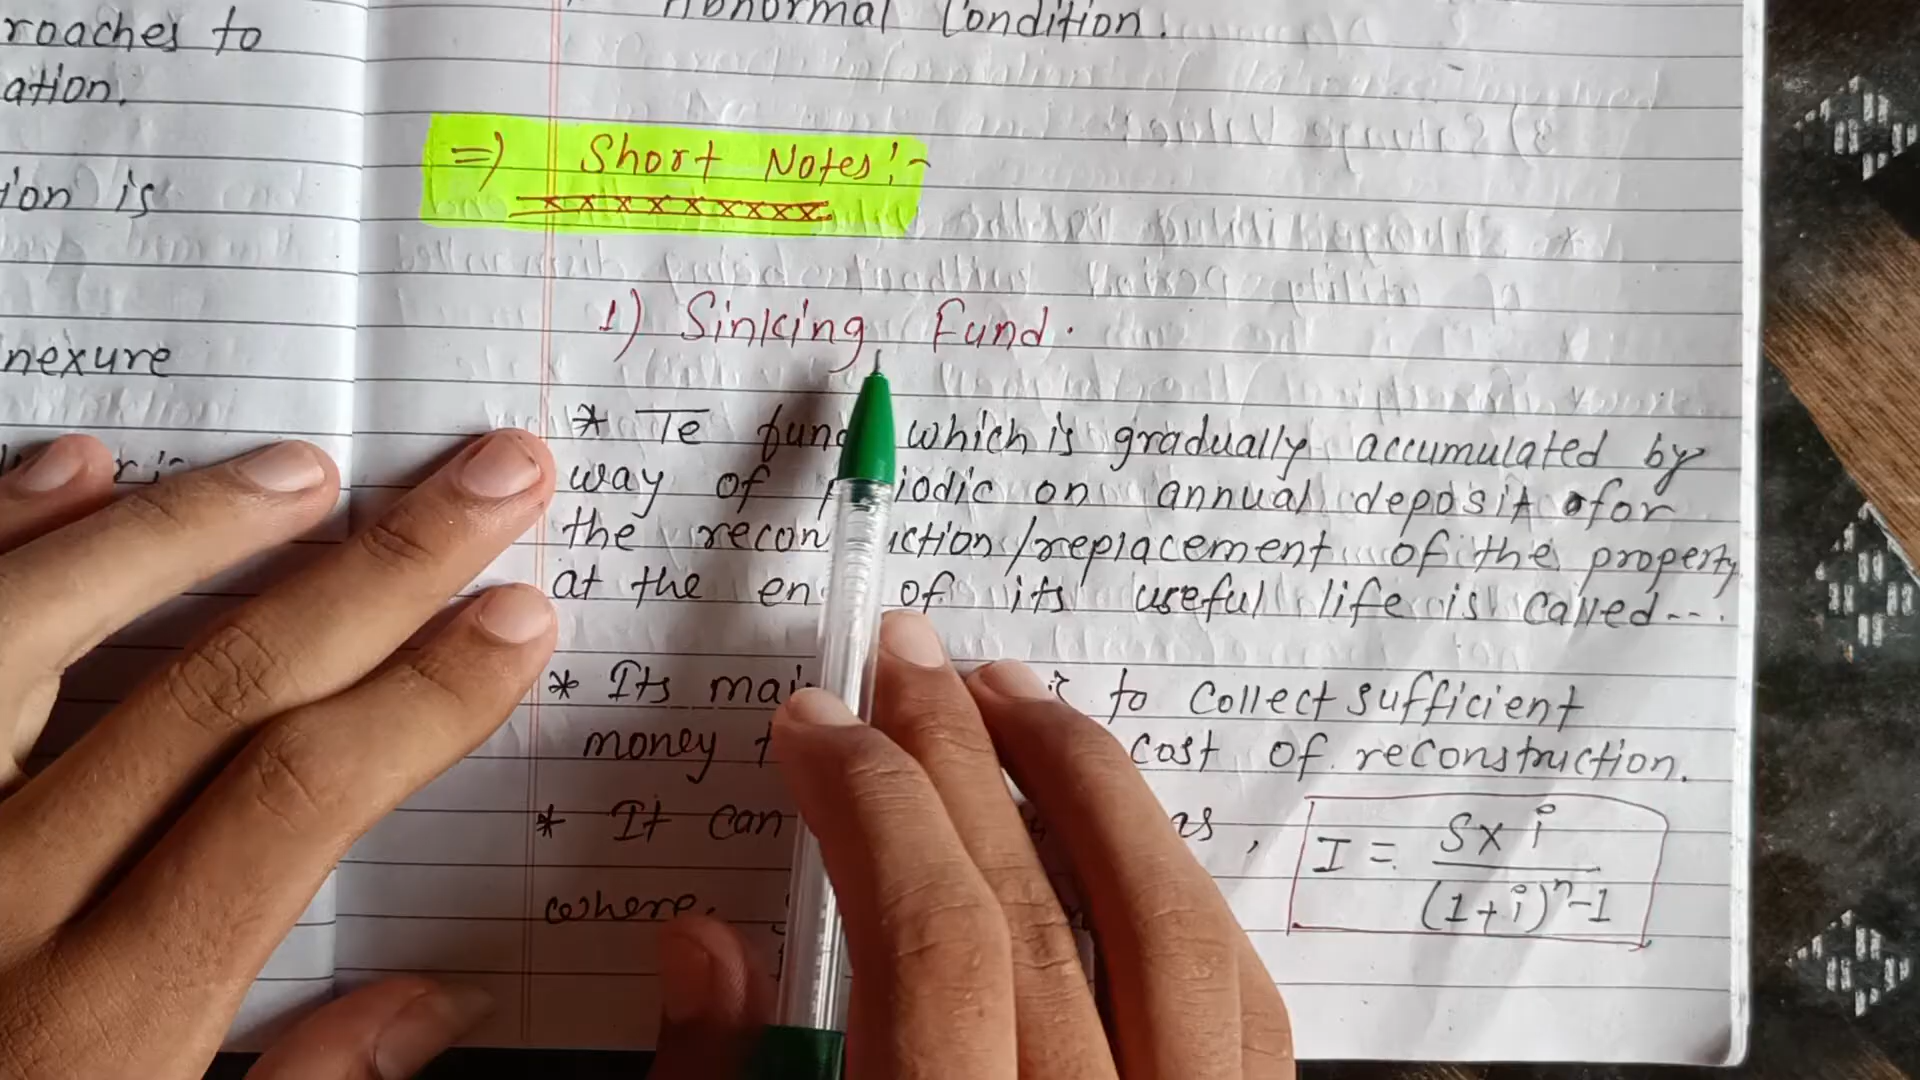 roaches to
ation.
ion is
nexure
Abnormal Condition.
=) Short Notes:-
1) Sinking Fund.
* Te fund which is gradually accumulated by
way of iodic on annual deposit for
the recon uction/replacement of the property
at the en of its useful life is called---.
* Its mai to collect sufficient
money t cost of reconstruction.
* It can as, I = S x i / (1+i)^n-1
where,